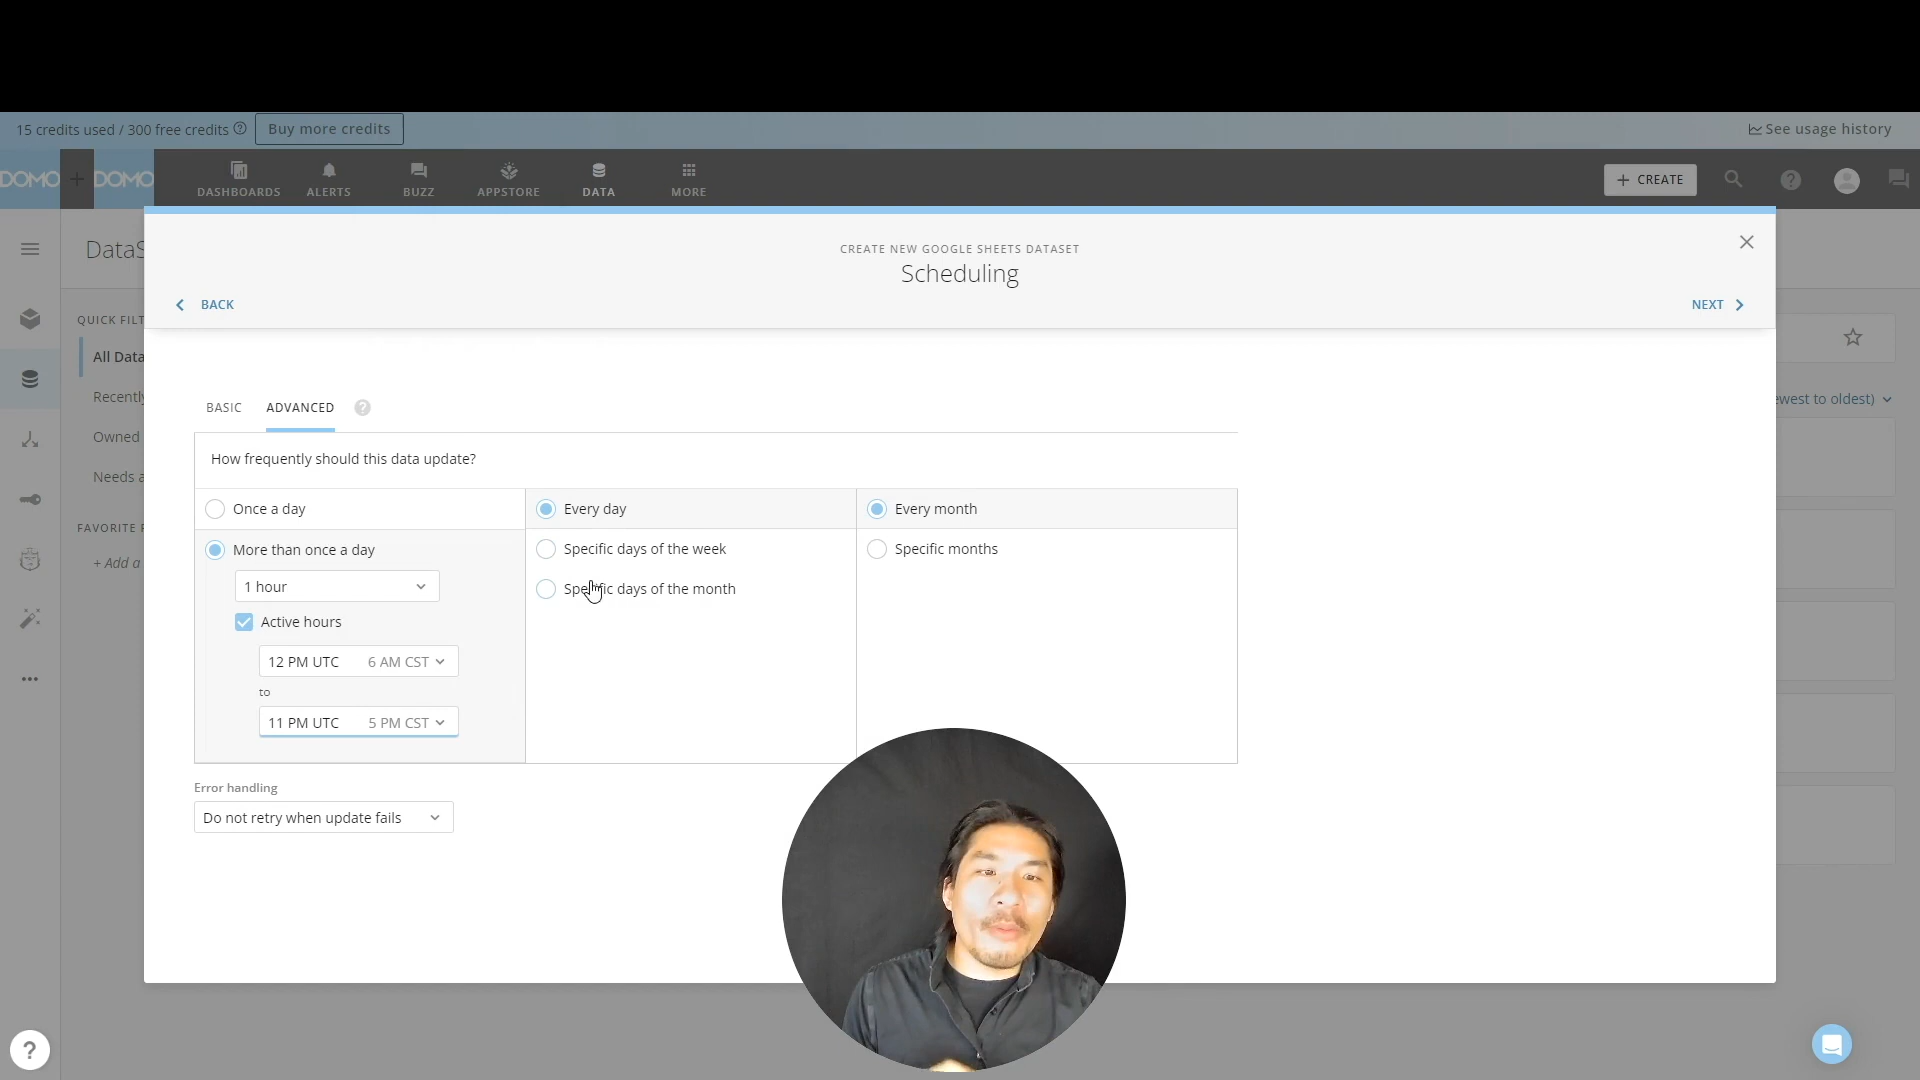 15 credits used / 300 free credits
Buy more credits
See usage history
DOMO + DOMO
DASHBOARDS
ALERTS
BUZZ
APPSTORE
DATA
MORE
+ CREATE
DataS
CREATE NEW GOOGLE SHEETS DATASET
Scheduling
BACK
NEXT
QUICK FILT
All Data
Recently
Owned
Needs a
FAVORITE F
+ Add a
ewest to oldest)
BASIC
ADVANCED
?
How frequently should this data update?
Once a day
Every day
Every month
More than once a day
Specific days of the week
Specific months
1 hour
Specific days of the month
Active hours
12 PM UTC 6 AM CST
to
11 PM UTC 5 PM CST
Error handling
Do not retry when update fails
?